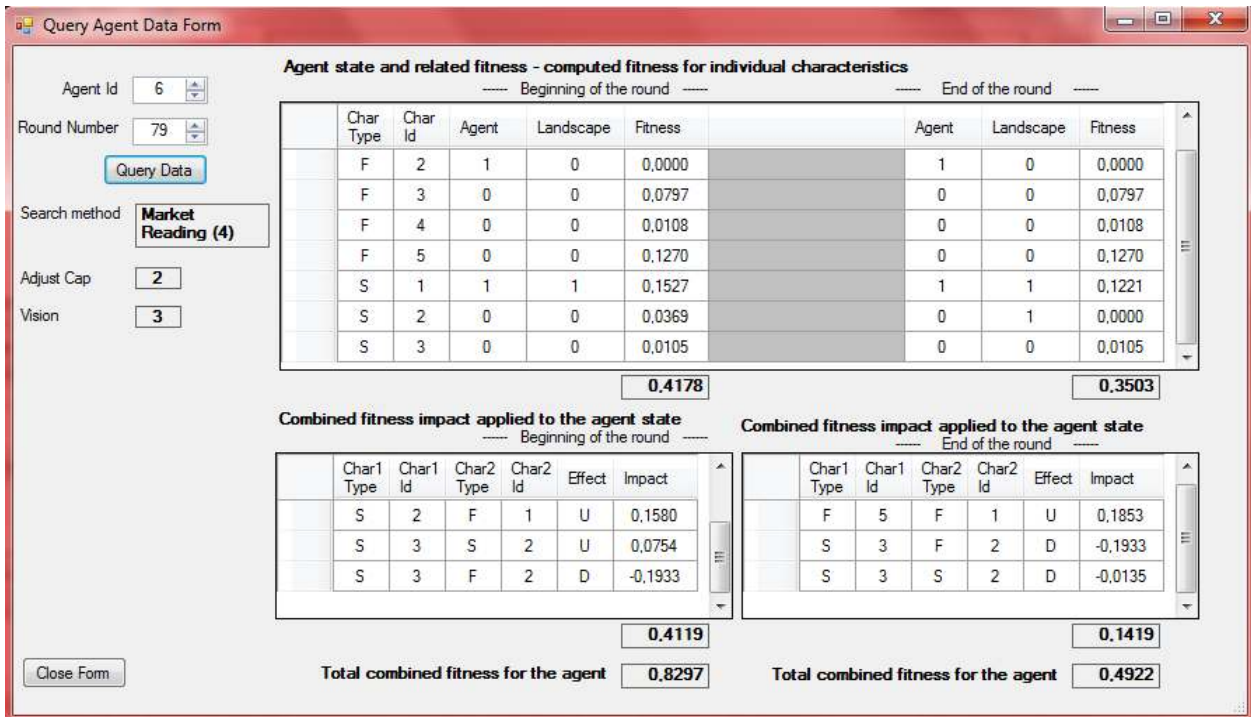 Query Agent Data Form
Agent Id 6
Round Number 79
Query Data
Search method Market Reading (4)
Adjust Cap 2
Vision 3
Agent state and related fitness - computed fitness for individual characteristics
------ Beginning of the round ------ ------ End of the round ------
Char Type Char Id Agent Landscape Fitness Agent Landscape Fitness
F 2 1 0 0,0000 1 0 0,0000
F 3 0 0 0,0797 0 0 0,0797
F 4 0 0 0,0108 0 0 0,0108
F 5 0 0 0,1270 0 0 0,1270
S 1 1 1 0,1527 1 1 0,1221
S 2 0 0 0,0369 0 1 0,0000
S 3 0 0 0,0105 0 0 0,0105
0,4178 0,3503
Combined fitness impact applied to the agent state
------ Beginning of the round ------
Char1 Type Char1 Id Char2 Type Char2 Id Effect Impact
S 2 F 1 U 0,1580
S 3 S 2 U 0,0754
S 3 F 2 D -0,1933
0,4119
Total combined fitness for the agent 0,8297
Combined fitness impact applied to the agent state
------ End of the round ------
Char1 Type Char1 Id Char2 Type Char2 Id Effect Impact
F 5 F 1 U 0,1853
S 3 F 2 D -0,1933
S 3 S 2 D -0,0135
0,1419
Total combined fitness for the agent 0,4922
Close Form